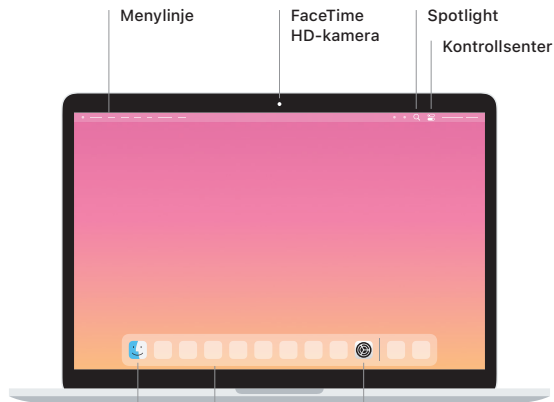 Menylinje
FaceTime
HD-kamera
Spotlight
Kontrollsenter